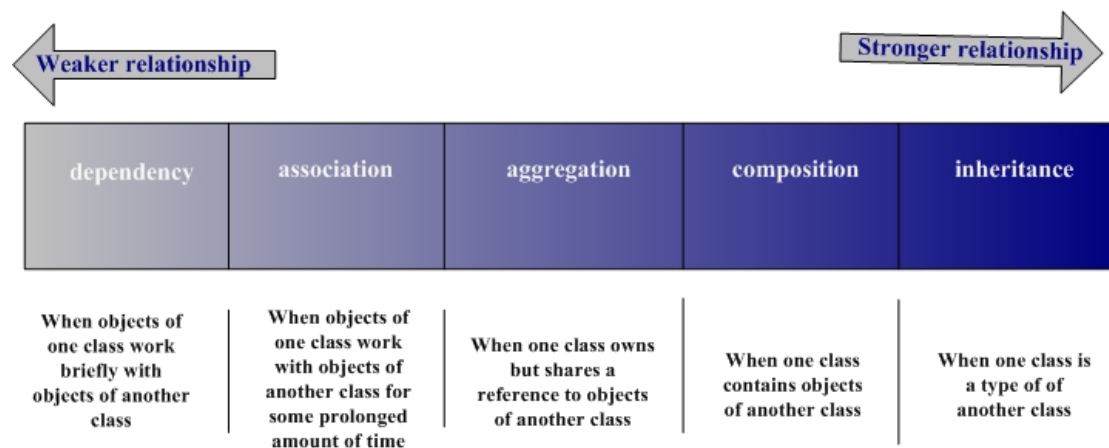 Weaker relationship
Stronger relationship
dependency
association
aggregation
composition
inheritance
When objects of
one class work
briefly with
objects of another
class
When objects of
one class work
with objects of
another class for
some prolonged
amount of time
When one class owns
but shares a
reference to objects
of another class
When one class
contains objects
of another class
When one class is
a type of of
another class